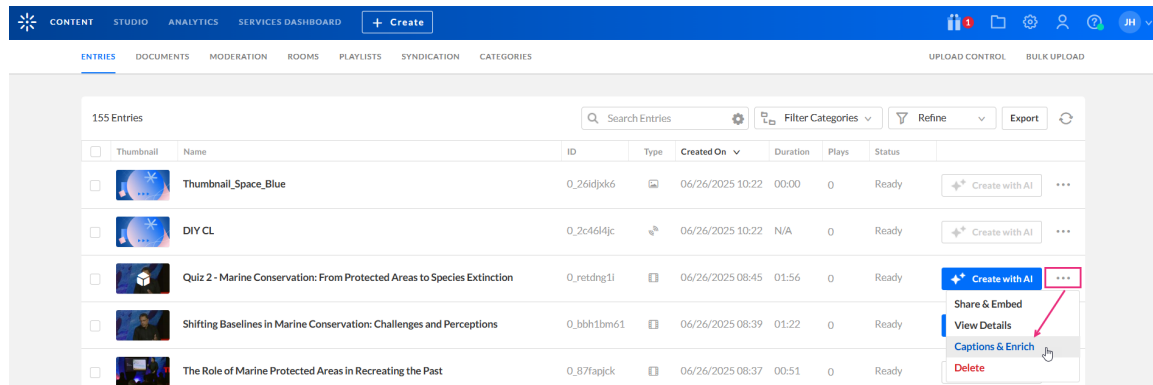 CONTENT STUDIO ANALYTICS SERVICES DASHBOARD + Create 1 JH
ENTRIES DOCUMENTS MODERATION ROOMS PLAYLISTS SYNDICATION CATEGORIES UPLOAD CONTROL BULK UPLOAD
155 Entries Search Entries Filter Categories Refine Export
Thumbnail Name ID Type Created On Duration Plays Status
Thumbnail_Space_Blue 0_26idjxk6 06/26/2025 10:22 00:00 0 Ready Create with AI
DIY CL 0_2c46l4jc 06/26/2025 10:22 N/A 0 Ready Create with AI
Quiz 2 - Marine Conservation: From Protected Areas to Species Extinction 0_retdng1i 06/26/2025 08:45 01:56 0 Ready Create with AI
Share & Embed
Shifting Baselines in Marine Conservation: Challenges and Perceptions 0_bbh1bm61 06/26/2025 08:39 01:22 0 Ready View Details
Captions & Enrich
The Role of Marine Protected Areas in Recreating the Past 0_87fapjck 06/26/2025 08:37 00:51 0 Ready Delete